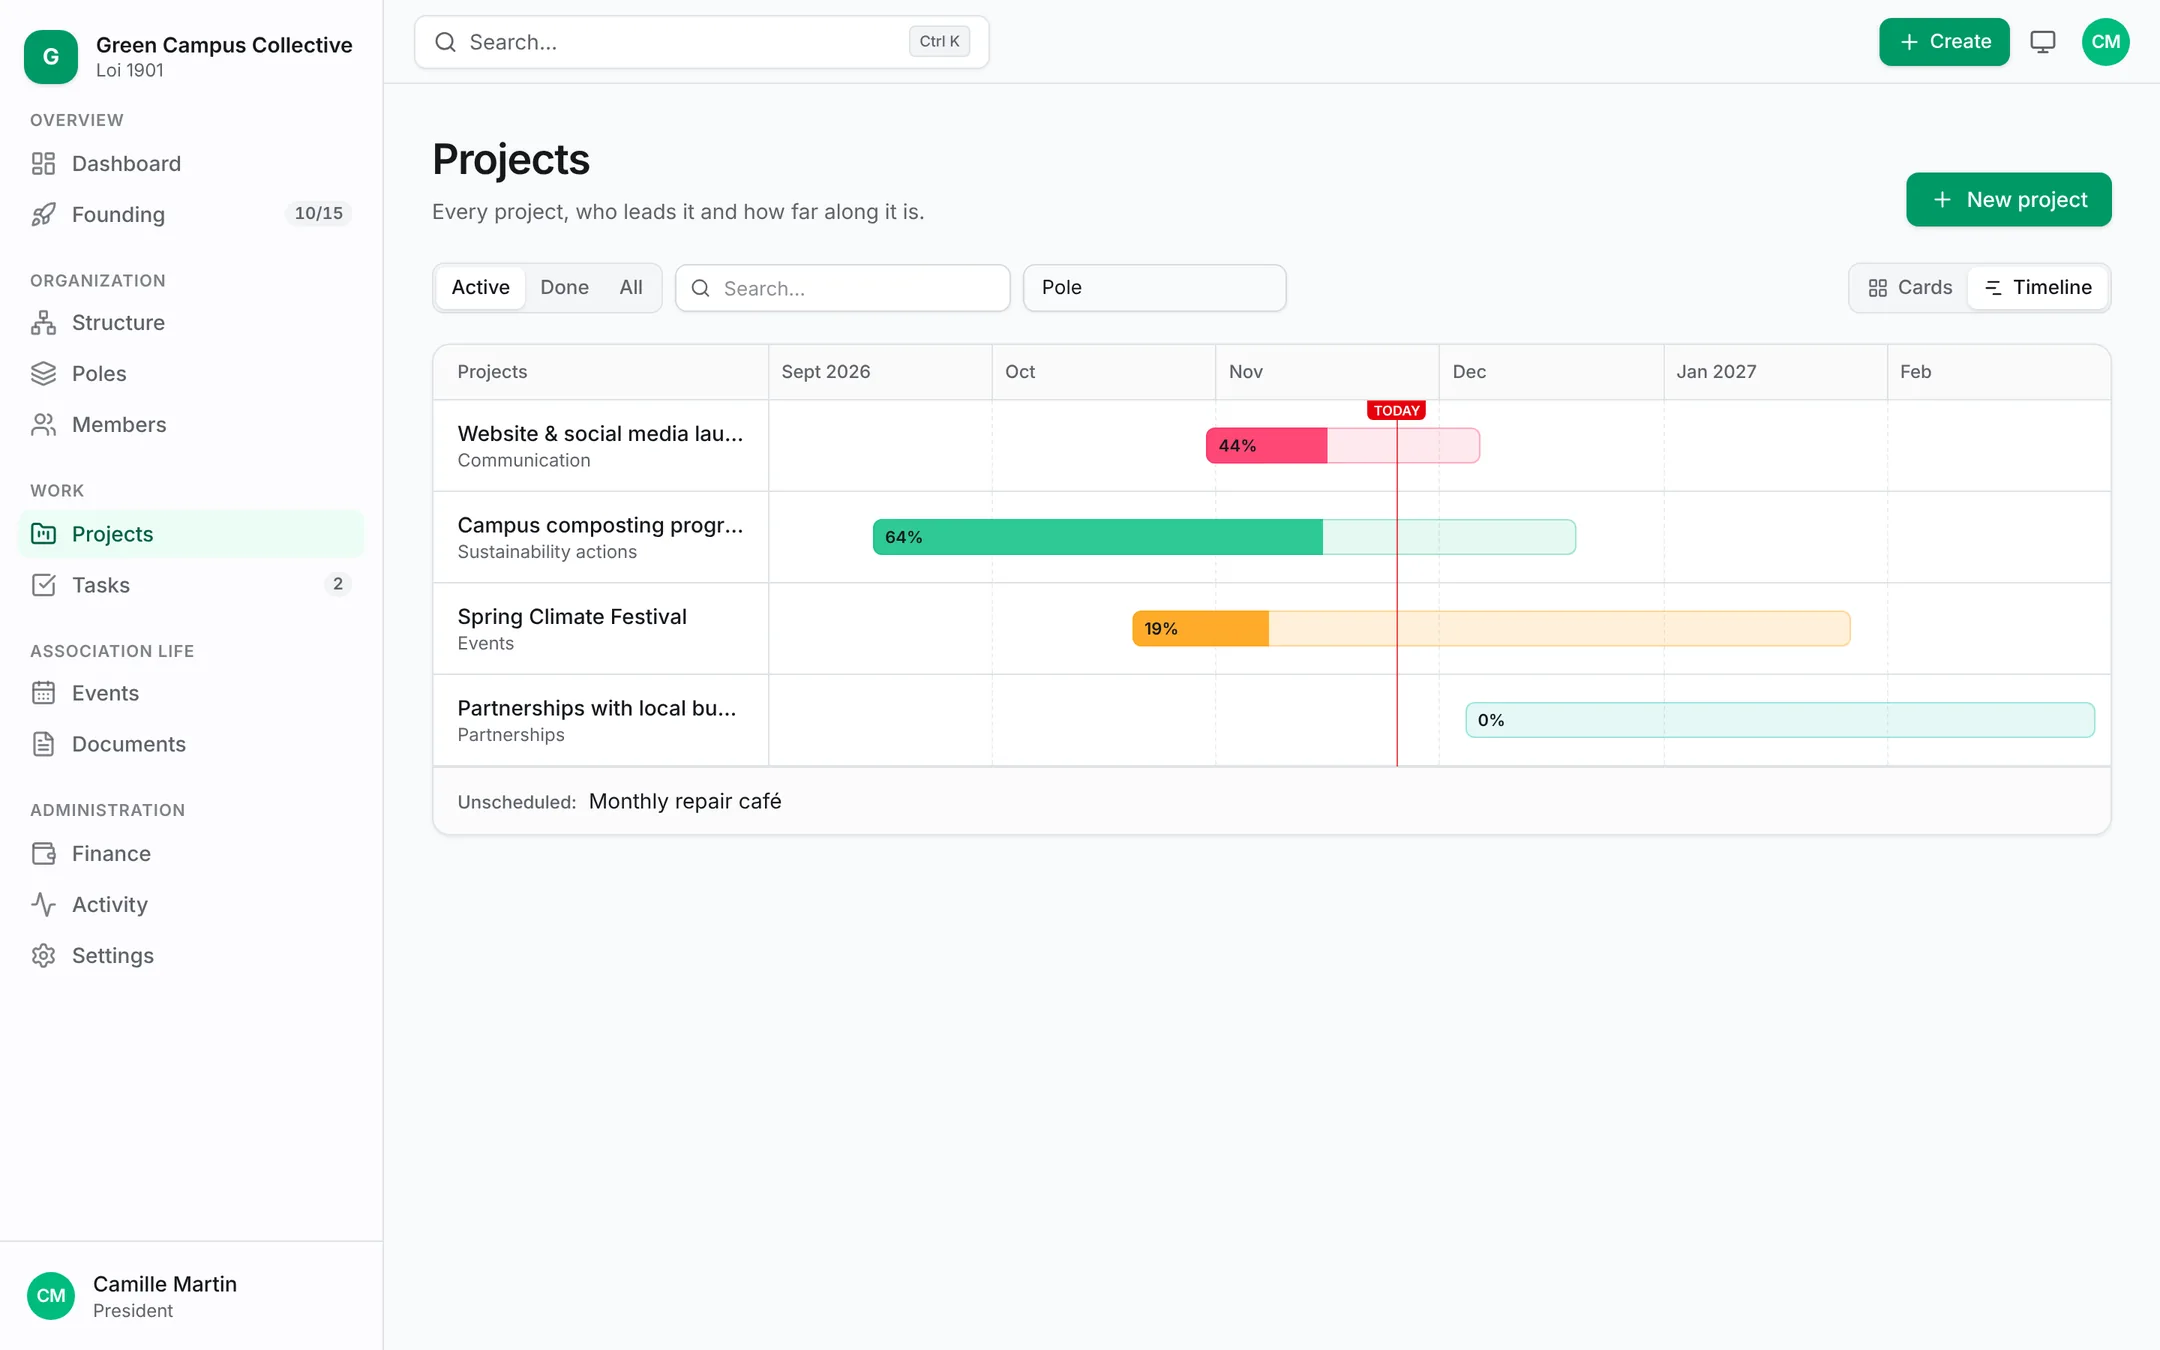 G
Green Campus Collective
Loi 1901
OVERVIEW
Dashboard
Founding 10/15
ORGANIZATION
Structure
Poles
Members
WORK
Projects
Tasks 2
ASSOCIATION LIFE
Events
Documents
ADMINISTRATION
Finance
Activity
Settings
CM
Camille Martin
President
Search... Ctrl K
Create
CM
Projects
Every project, who leads it and how far along it is.
New project
Active Done All
Search...
Pole
Cards Timeline
Projects Sept 2026 Oct Nov Dec Jan 2027 Feb
TODAY
Website & social media lau...
Communication
44%
Campus composting progr...
Sustainability actions
64%
Spring Climate Festival
Events
19%
Partnerships with local bu...
Partnerships
0%
Unscheduled: Monthly repair café